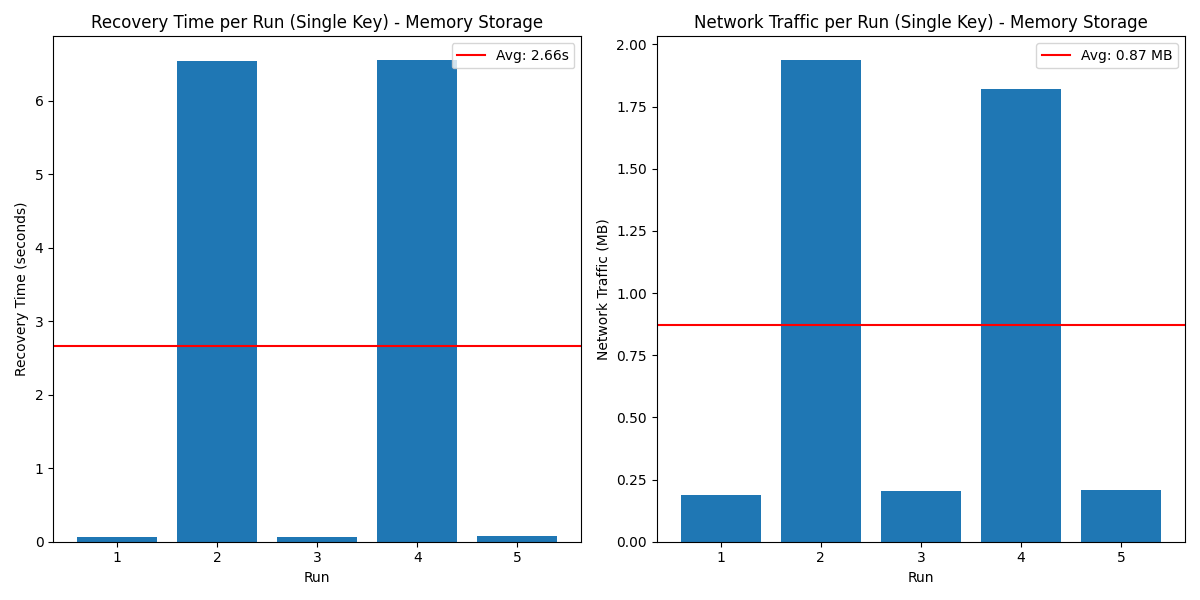 Recovery Time per Run (Single Key) - Memory Storage
Avg: 2.66s
Recovery Time (seconds)
6
5
4
3
2
1
0
1 2 3 4 5
Run
Network Traffic per Run (Single Key) - Memory Storage
Avg: 0.87 MB
Network Traffic (MB)
2.00
1.75
1.50
1.25
1.00
0.75
0.50
0.25
0.00
1 2 3 4 5
Run